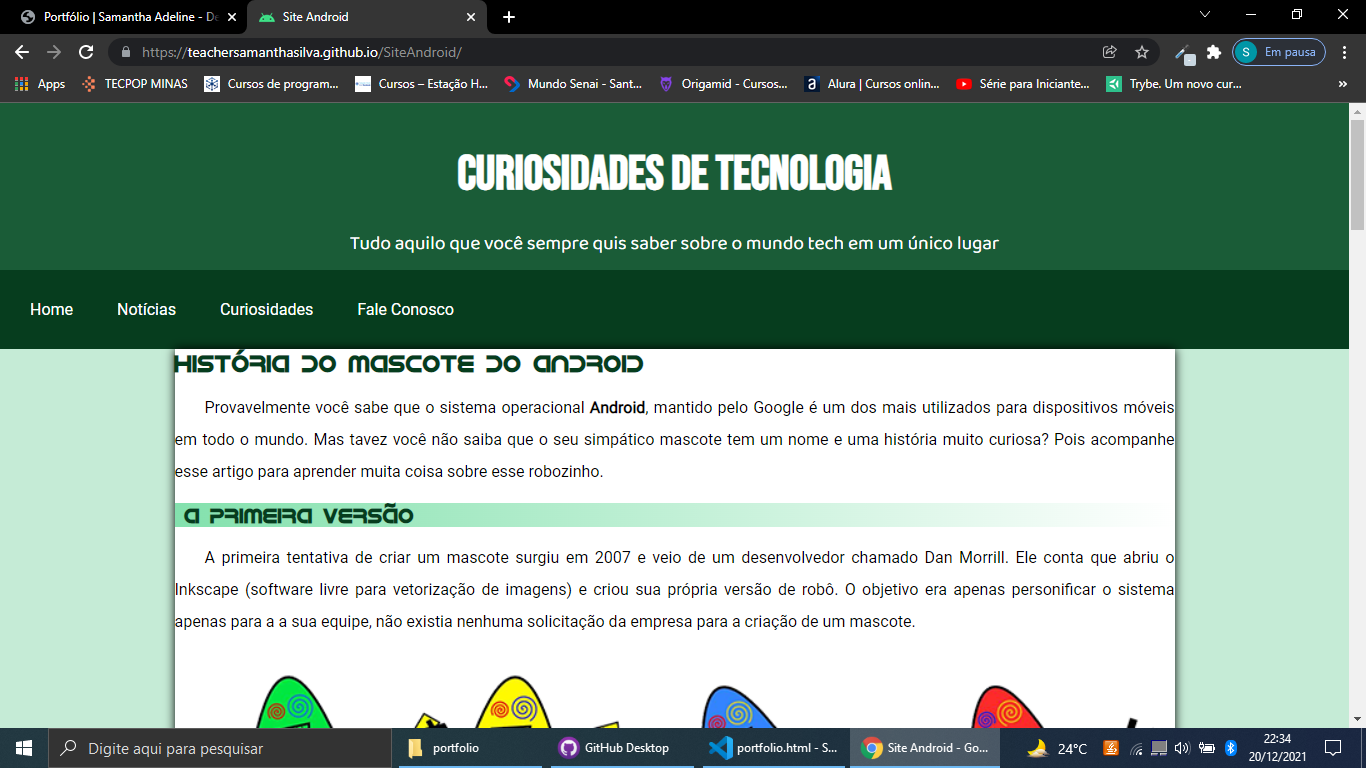 Portfólio | Samantha Adeline - De
Site Android
https://teachersamanthasilva.github.io/SiteAndroid/
S Em pausa
Apps TECPOP MINAS Cursos de program... Cursos – Estação H... Mundo Senai - Sant... Origamid - Cursos... Alura | Cursos onlin... Série para Iniciante... Trybe. Um novo cur... »
CURIOSIDADES DE TECNOLOGIA
Tudo aquilo que você sempre quis saber sobre o mundo tech em um único lugar
Home Notícias Curiosidades Fale Conosco
HISTÓRIA DO MASCOTE DO ANDROID
Provavelmente você sabe que o sistema operacional Android, mantido pelo Google é um dos mais utilizados para dispositivos móveis
em todo o mundo. Mas tavez você não saiba que o seu simpático mascote tem um nome e uma história muito curiosa? Pois acompanhe
esse artigo para aprender muita coisa sobre esse robozinho.
A PRIMEIRA VERSÃO
A primeira tentativa de criar um mascote surgiu em 2007 e veio de um desenvolvedor chamado Dan Morrill. Ele conta que abriu o
Inkscape (software livre para vetorização de imagens) e criou sua própria versão de robô. O objetivo era apenas personificar o sistema
apenas para a a sua equipe, não existia nenhuma solicitação da empresa para a criação de um mascote.
Digite aqui para pesquisar
portfolio
GitHub Desktop
portfolio.html - S...
Site Android - Go...
24°C
22:34
20/12/2021